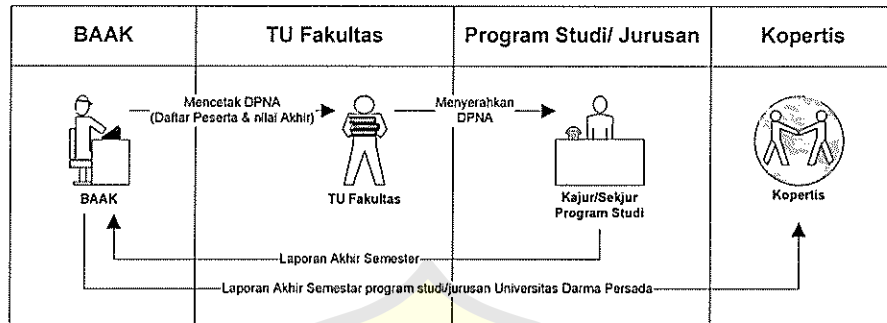 BAAK
TU Fakultas
Program Studi/ Jurusan
Kopertis
Mencetak DPNA
(Daftar Peserta & nilai Akhir)
Menyerahkan
DPNA
BAAK
TU Fakultas
Kajur/Sekjur
Program Studi
Kopertis
Laporan Akhir Semester
Laporan Akhir Semestar program studi/jurusan Universitas Darma Persada